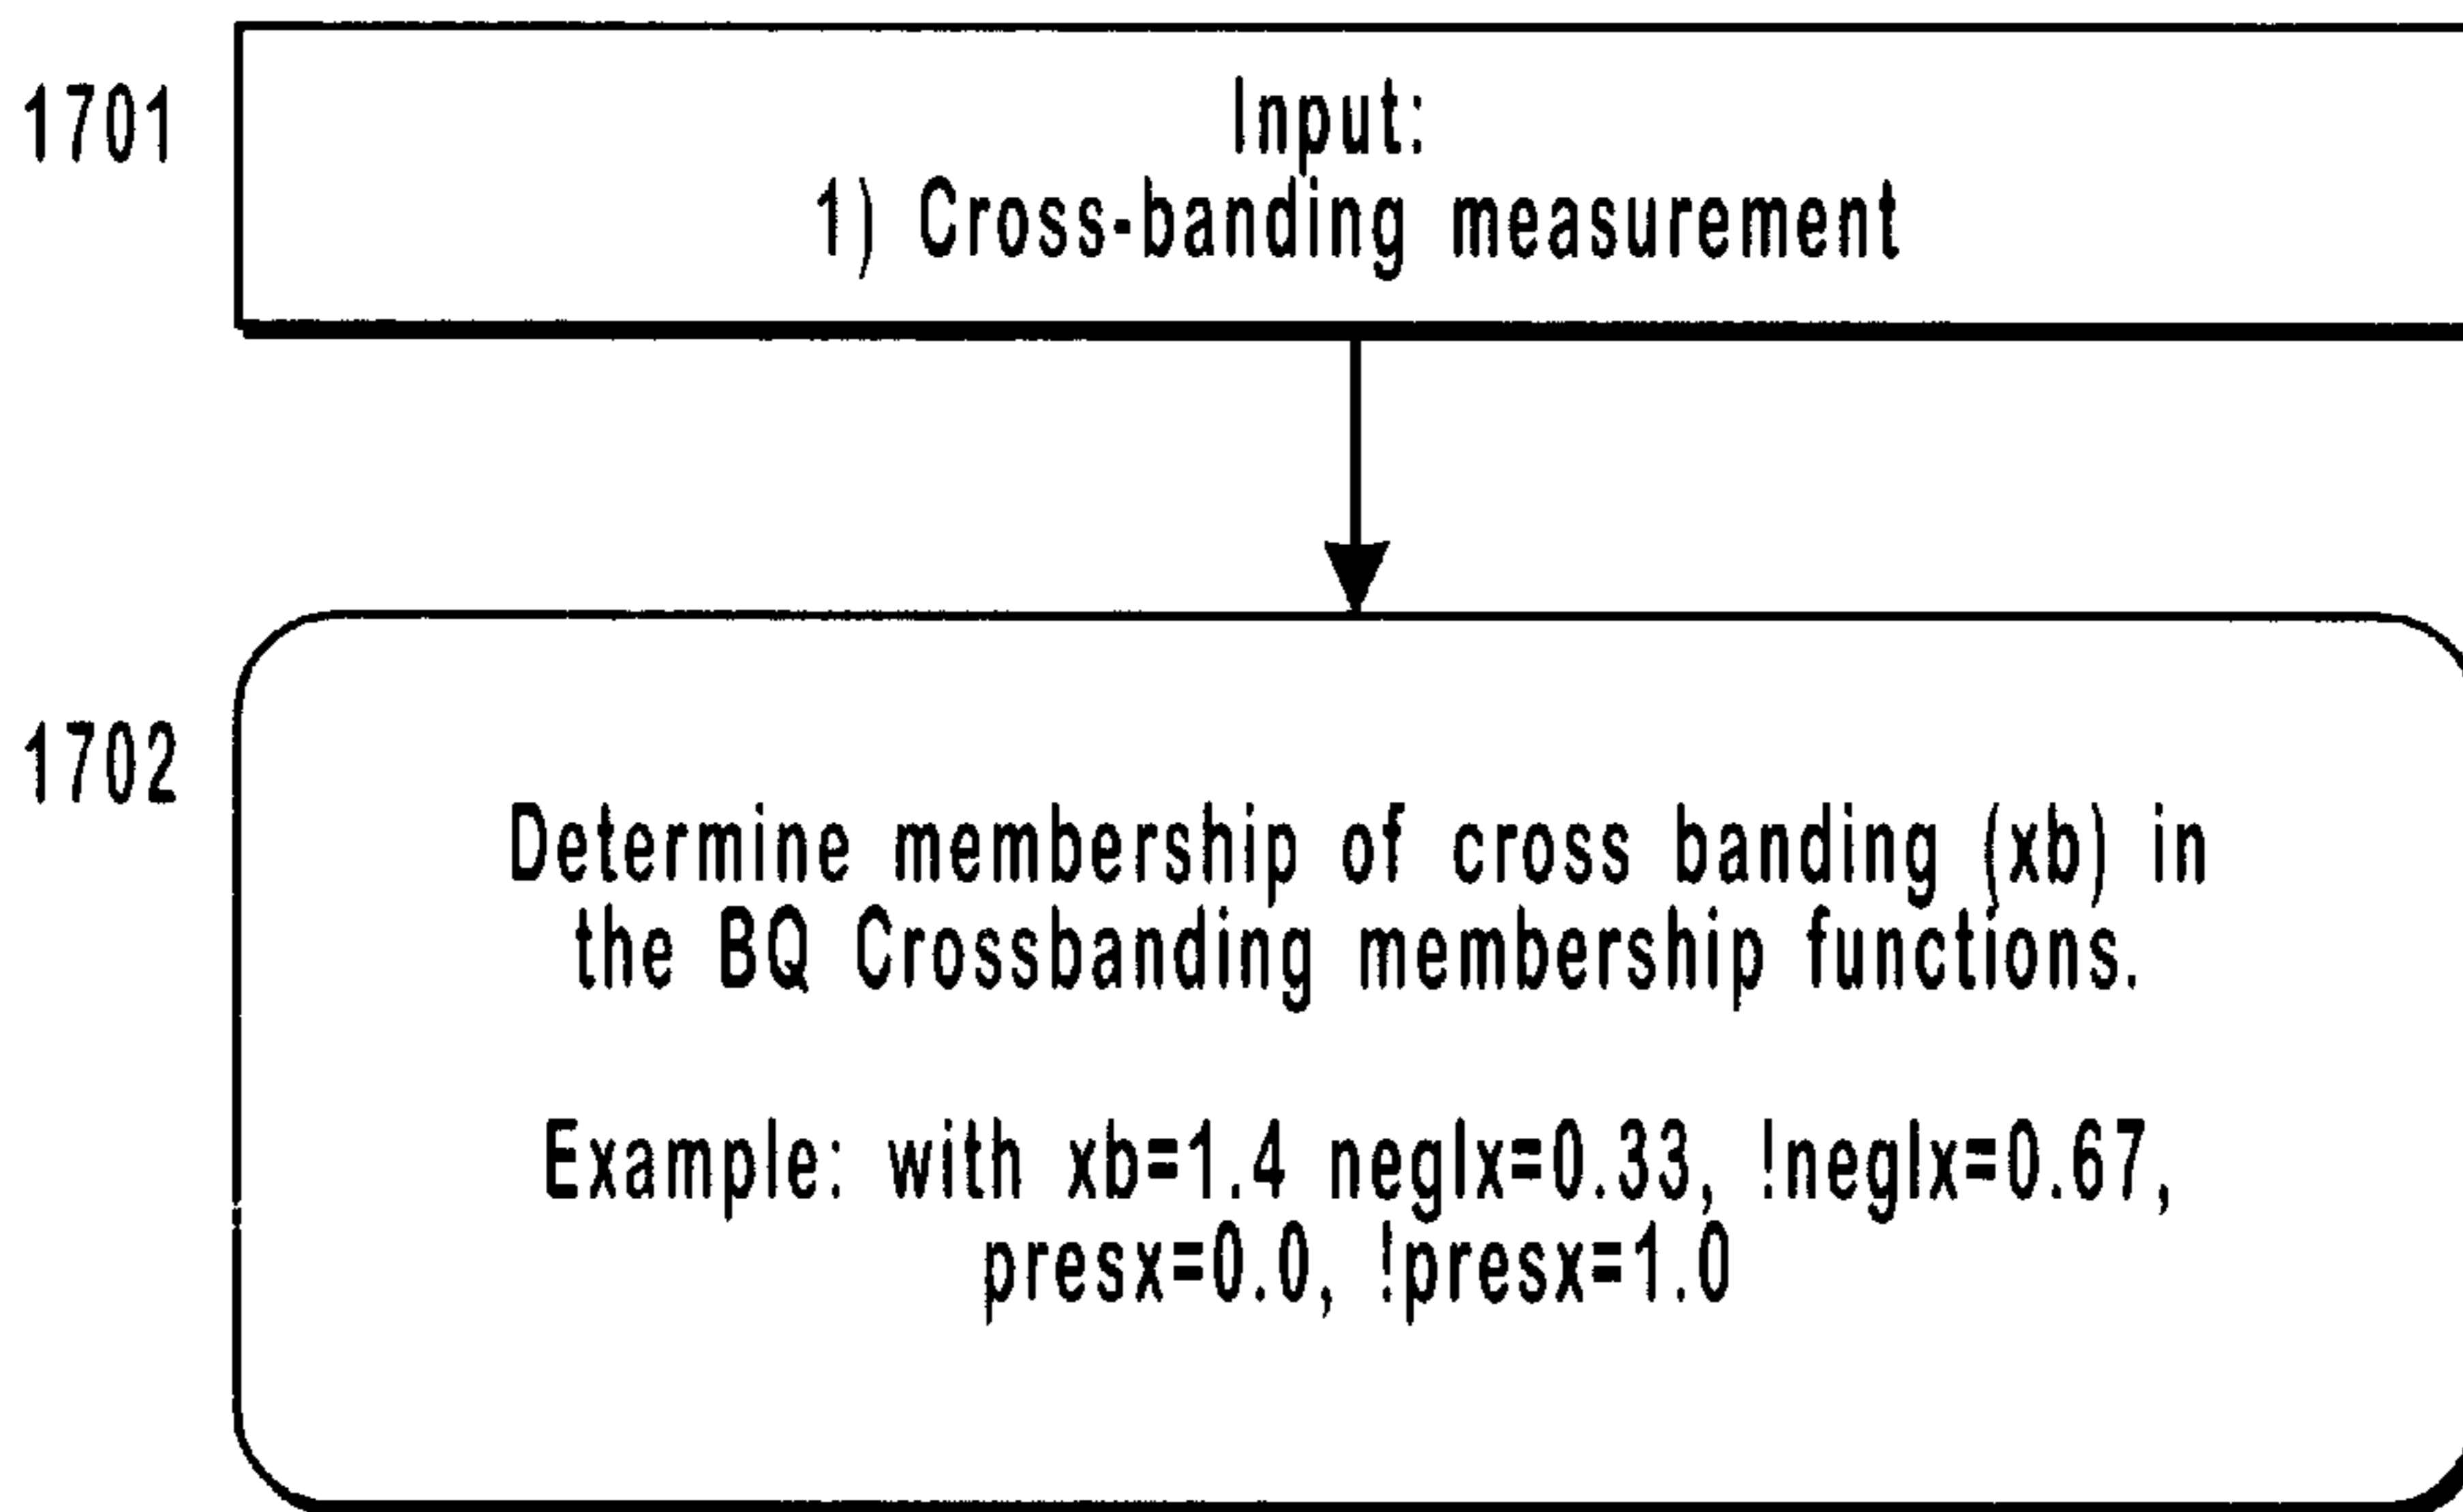 1701
Input:
1) Cross-banding measurement
1702
Determine membership of cross banding (xb) in
the BQ Crossbanding membership functions.
Example: with xb=1.4 neglx=0.33, !neglx=0.67,
presx=0.0, !presx=1.0